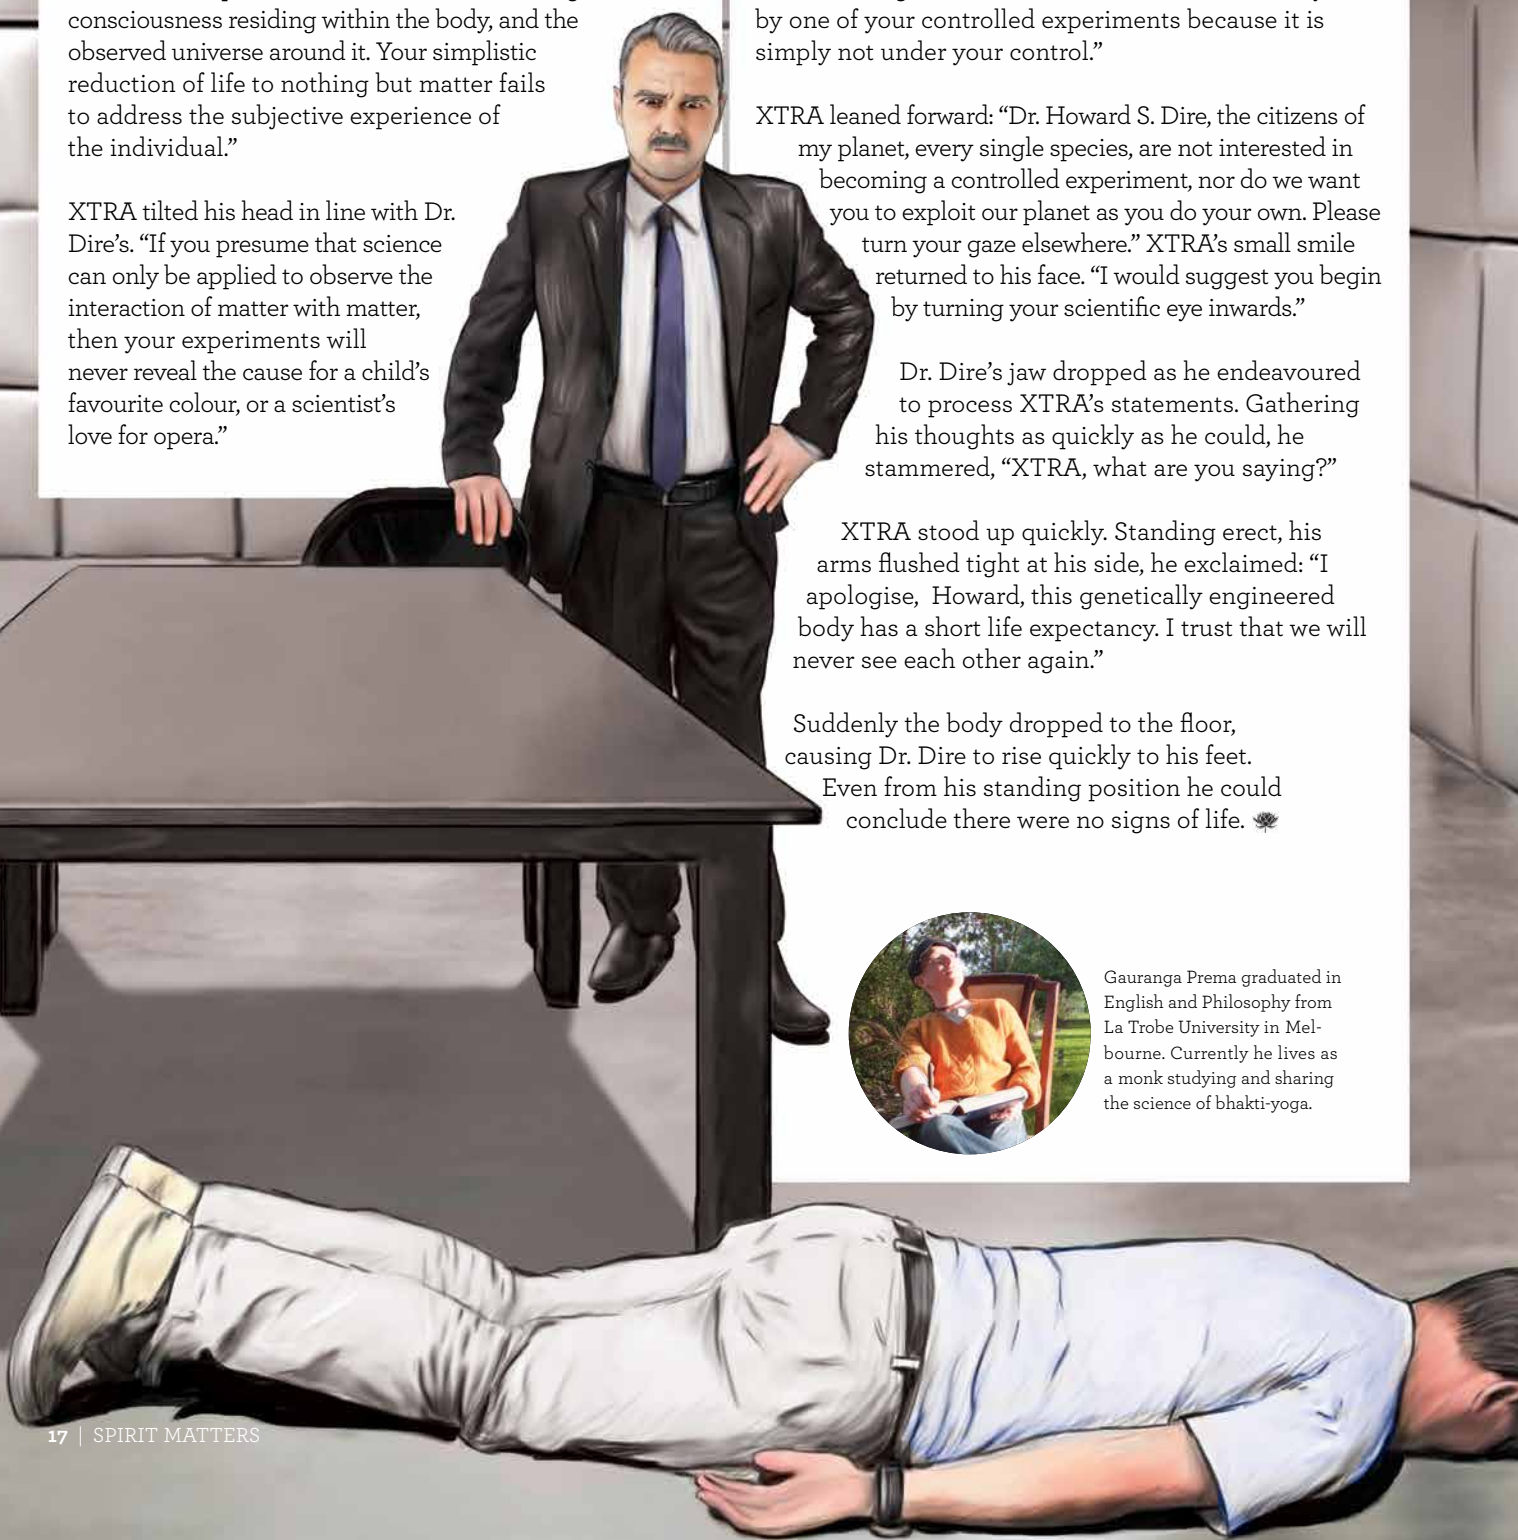 consciousness residing within the body, and the
observed universe around it. Your simplistic
reduction of life to nothing but matter fails
to address the subjective experience of
the individual.”
XTRA tilted his head in line with Dr.
Dire’s. “If you presume that science
can only be applied to observe the
interaction of matter with matter,
then your experiments will
never reveal the cause for a child’s
favourite colour, or a scientist’s
love for opera.”
by one of your controlled experiments because it is
simply not under your control.”
XTRA leaned forward: “Dr. Howard S. Dire, the citizens of
my planet, every single species, are not interested in
becoming a controlled experiment, nor do we want
you to exploit our planet as you do your own. Please
turn your gaze elsewhere.” XTRA’s small smile
returned to his face. “I would suggest you begin
by turning your scientific eye inwards.”
Dr. Dire’s jaw dropped as he endeavoured
to process XTRA’s statements. Gathering
his thoughts as quickly as he could, he
stammered, “XTRA, what are you saying?”
XTRA stood up quickly. Standing erect, his
arms flushed tight at his side, he exclaimed: “I
apologise,  Howard, this genetically engineered
body has a short life expectancy. I trust that we will
never see each other again.”
Suddenly the body dropped to the floor,
causing Dr. Dire to rise quickly to his feet.
Even from his standing position he could
conclude there were no signs of life.
Gauranga Prema graduated in
English and Philosophy from
La Trobe University in Mel-
bourne. Currently he lives as
a monk studying and sharing
the science of bhakti-yoga.
17 | SPIRIT MATTERS